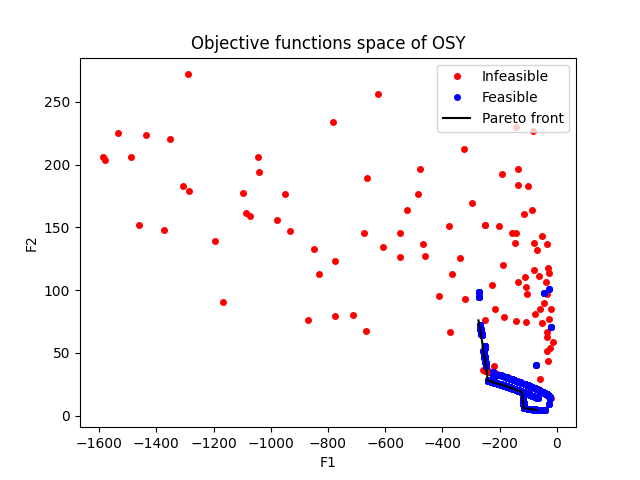 Objective functions space of OSY
Infeasible
Feasible
Pareto front
F2
250
200
150
100
50
0
−1600 −1400 −1200 −1000 −800 −600 −400 −200 0
F1